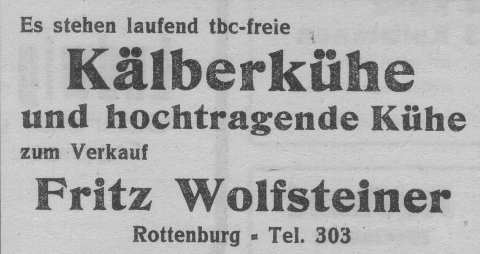 Es stehen laufend tbc-freie
Kälberkühe
und hochtragende Kühe
zum Verkauf
Fritz Wolfsteiner
Rottenburg - Tel. 303